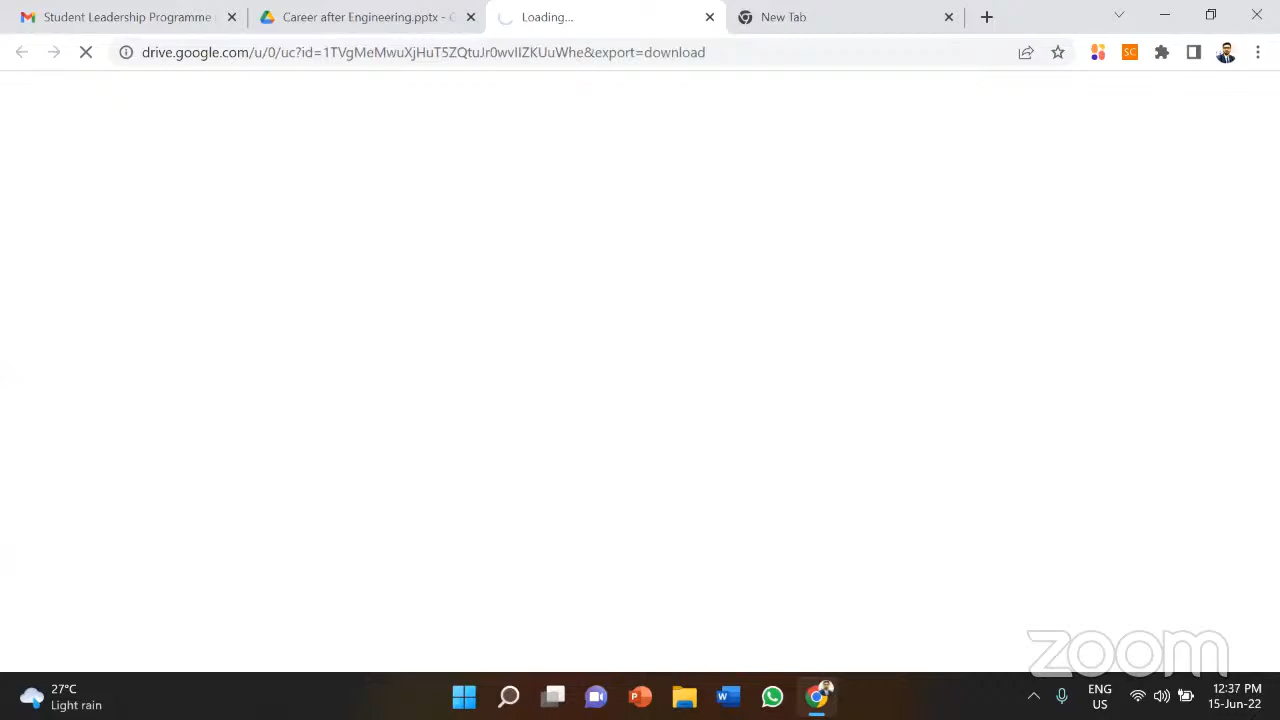 Student Leadership Programme
Career after Engineering.pptx - G
Loading...
New Tab
drive.google.com/u/0/uc?id=1TVgMeMwuXjHuT5ZQtuJr0wvIIZKUuWhe&export=download
SC
zoom
27°C
Light rain
ENG
US
12:37 PM
15-Jun-22